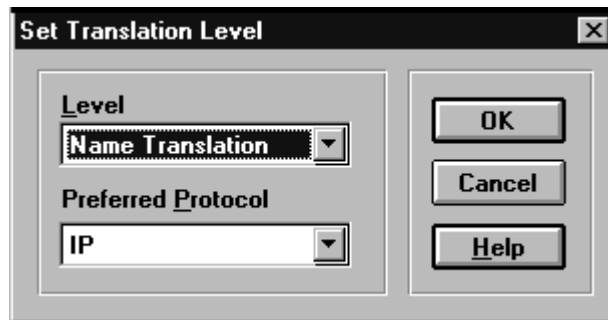 Set Translation Level
Level
Name Translation
Preferred Protocol
IP
OK
Cancel
Help